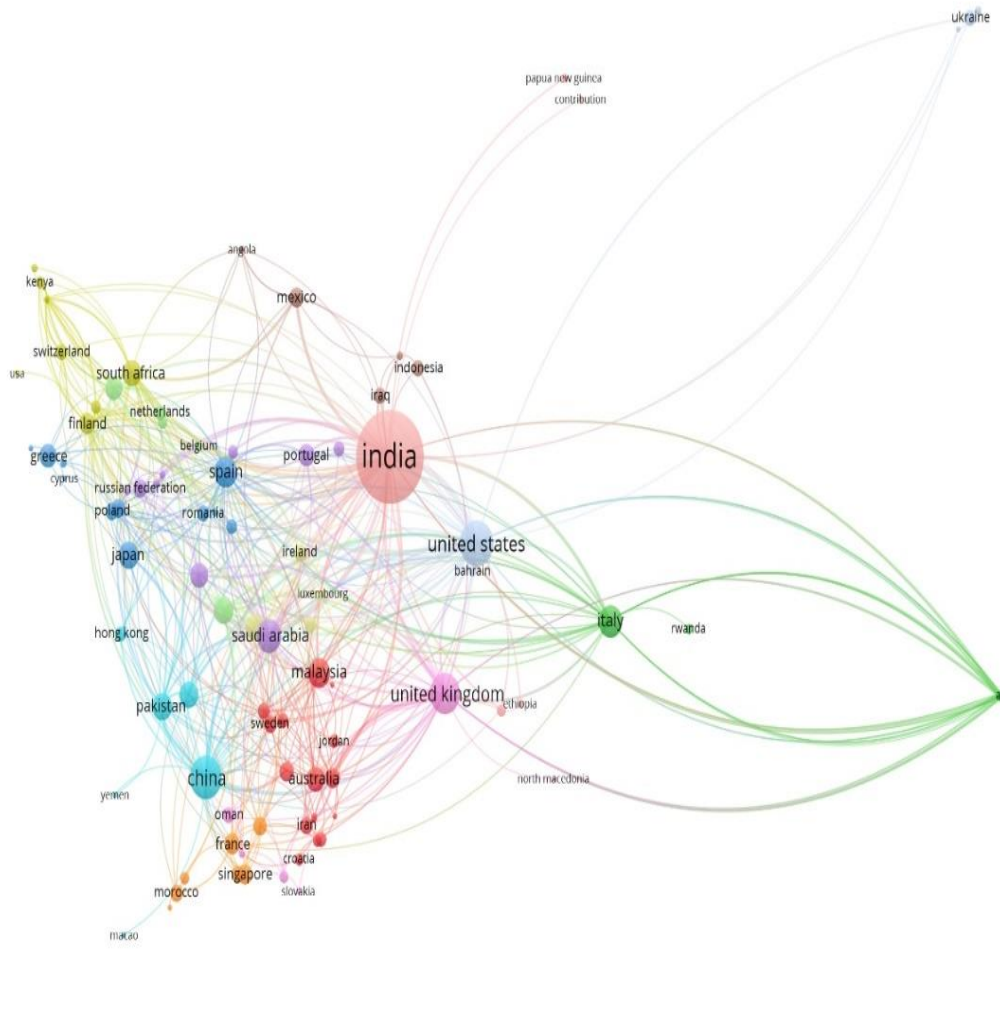 ukraine
papua new guinea
contribution
angola
kenya
mexico
switzerland
indonesia
usa
south africa
iraq
netherlands
finland
belgium
portugal
india
greece
spain
cyprus
russian federation
poland
romania
united states
ireland
japan
bahrain
luxembourg
italy
rwanda
hong kong
saudi arabia
malaysia
united kingdom
ethiopia
pakistan
sweden
jordan
china
australia
north macedonia
yemen
oman
iran
france
croatia
singapore
morocco
slovakia
macao